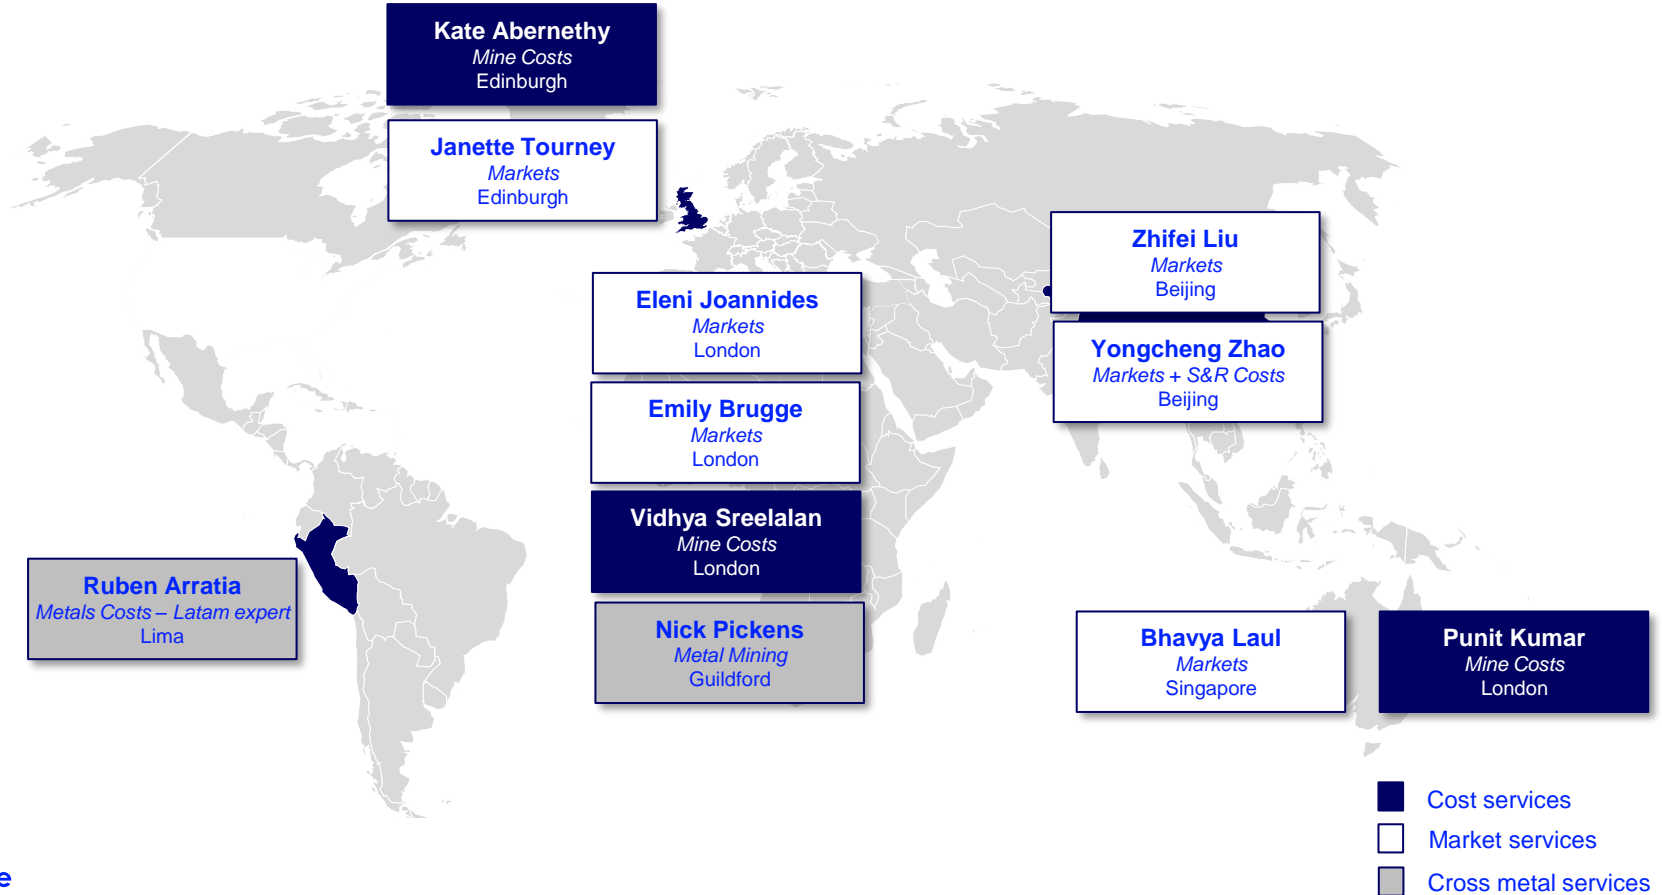 Kate Abernethy
Mine Costs
Edinburgh
Janette Tourney
Markets
Edinburgh
Zhifei Liu
Markets
Beijing
Eleni Joannides
Markets
London
Yongcheng Zhao
Markets + S&R Costs
Beijing
Emily Brugge
Markets
London
Vidhya Sreelalan
Mine Costs
London
Ruben Arratia
Metals Costs – Latam expert
Lima
Nick Pickens
Metal Mining
Guildford
Bhavya Laul
Markets
Singapore
Punit Kumar
Mine Costs
London
Cost services
Market services
Cross metal services
e